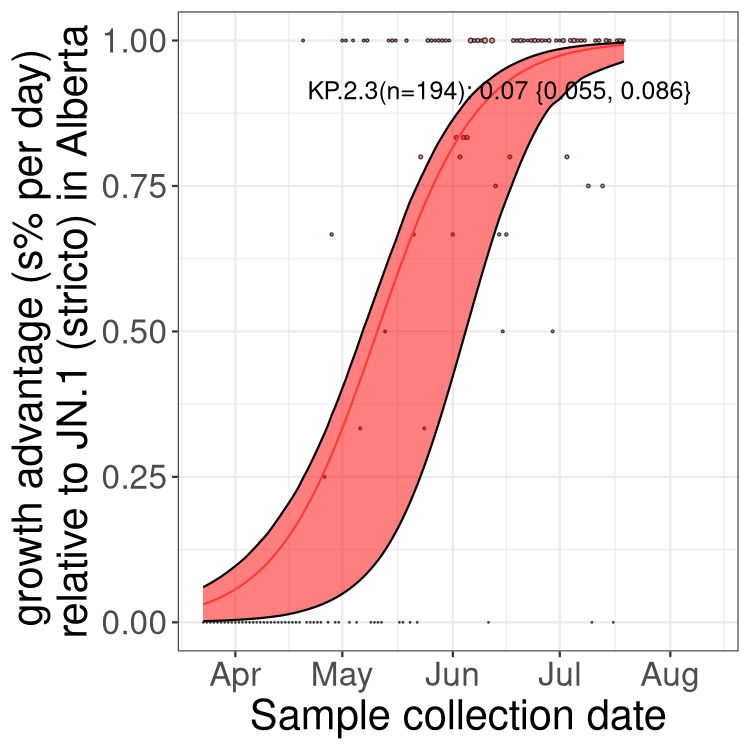 growth advantage (s% per day)
relative to JN.1 (stricto) in Alberta
1.00
0.75
0.50
0.25
0.00
KP.2.3(n=194): 0.07 {0.055, 0.086}
Apr May Jun Jul Aug
Sample collection date